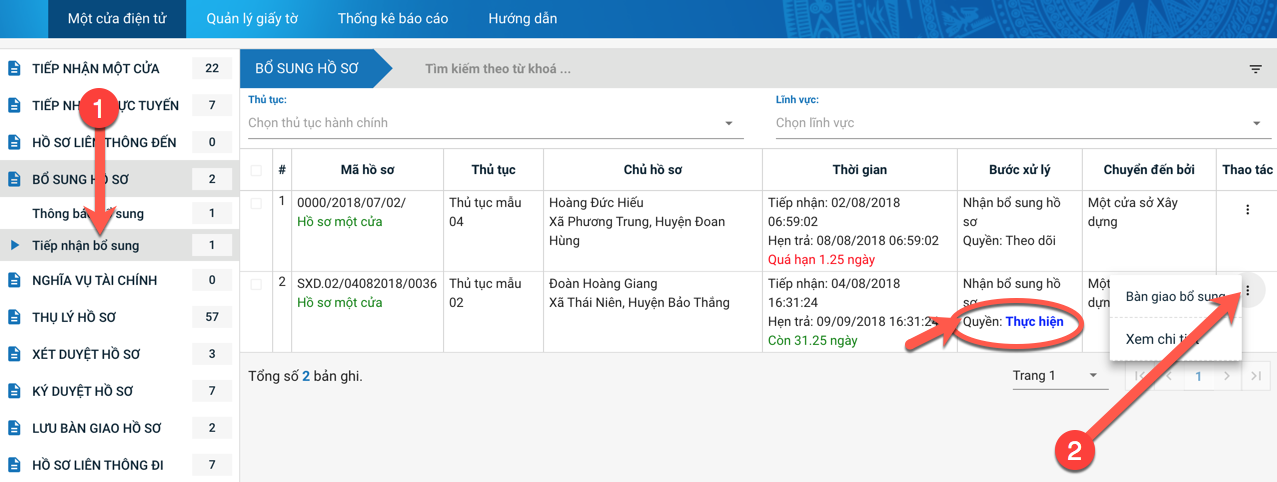 Một cửa điện tử
Quản lý giấy tờ
Thống kê báo cáo
Hướng dẫn
TIẾP NHẬN MỘT CỬA 22
TIẾP NH ỰC TUYẾN 7
HỒ SƠ LIÊN THÔNG ĐẾN 0
BỔ SUNG HỒ SƠ 2
Thông bá sung 1
Tiếp nhận bổ sung 1
NGHĨA VỤ TÀI CHÍNH 0
THỤ LÝ HỒ SƠ 57
XÉT DUYỆT HỒ SƠ 3
KÝ DUYỆT HỒ SƠ 7
LƯU BÀN GIAO HỒ SƠ 2
HỒ SƠ LIÊN THÔNG ĐI 7
1
BỔ SUNG HỒ SƠ
Tìm kiếm theo từ khoá ...
Thủ tục:
Chọn thủ tục hành chính
Lĩnh vực:
Chọn lĩnh vực
# Mã hồ sơ Thủ tục Chủ hồ sơ Thời gian Bước xử lý Chuyển đến bởi Thao tác
1
0000/2018/07/02/
Hồ sơ một cửa
Thủ tục mẫu
04
Hoàng Đức Hiếu
Xã Phương Trung, Huyện Đoan
Hùng
Tiếp nhận: 02/08/2018
06:59:02
Hẹn trả: 08/08/2018 06:59:02
Quá hạn 1.25 ngày
Nhận bổ sung hồ
sơ
Quyền: Theo dõi
Một cửa sở Xây
dựng
2
SXD.02/04082018/0036
Hồ sơ một cửa
Thủ tục mẫu
02
Đoàn Hoàng Giang
Xã Thái Niên, Huyện Bảo Thắng
Tiếp nhận: 04/08/2018
16:31:24
Hẹn trả: 09/09/2018 16:31:24
Còn 31.25 ngày
Nhận bổ sung hồ
sơ
Quyền: Thực hiện
Một
dựn
Bàn giao bổ sung
Xem chi ti
Tổng số 2 bản ghi.
Trang 1
1
2